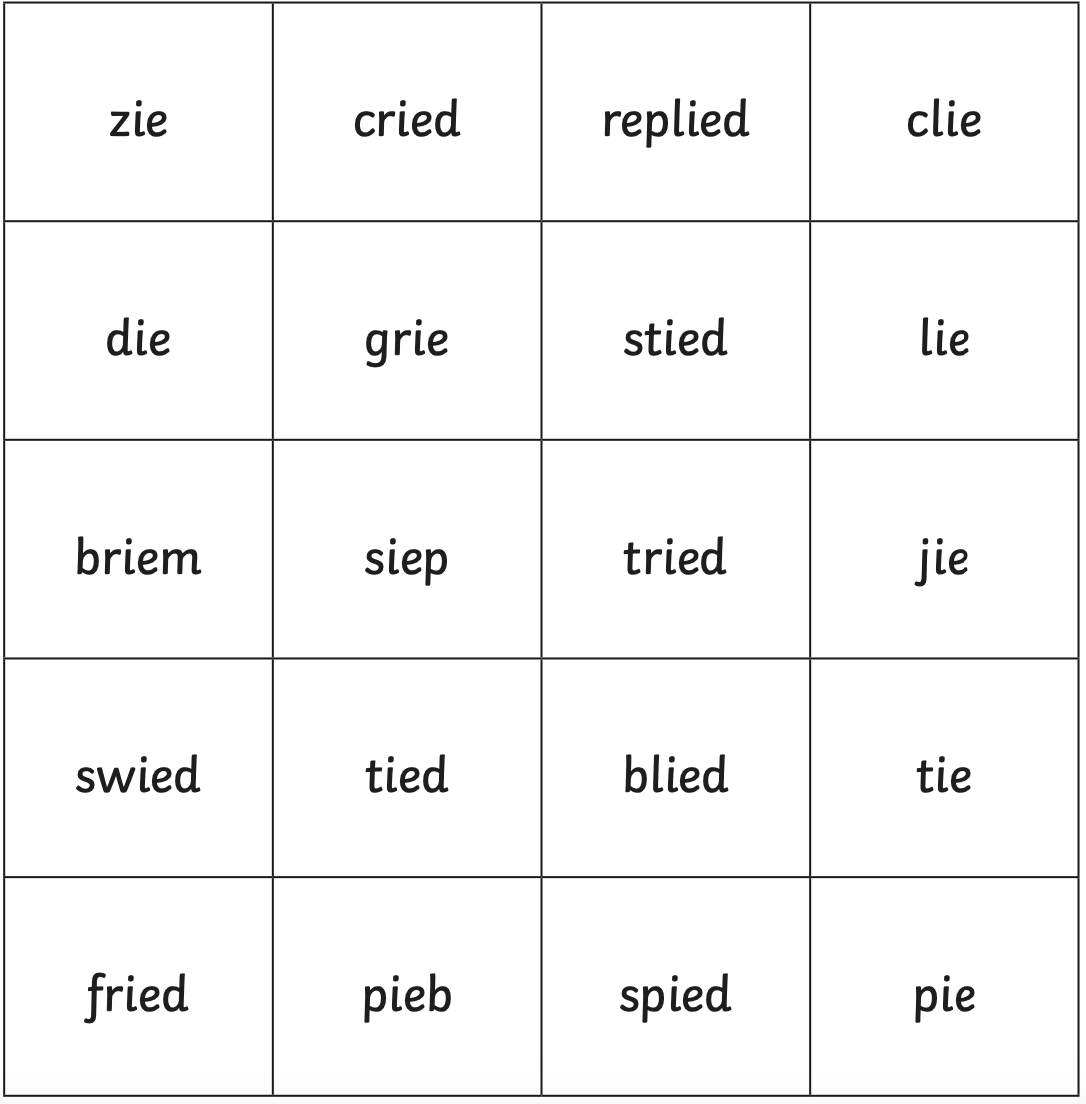 zie cried replied clie
die grie stied lie
briem siep tried jie
swied tied blied tie
fried pieb spied pie